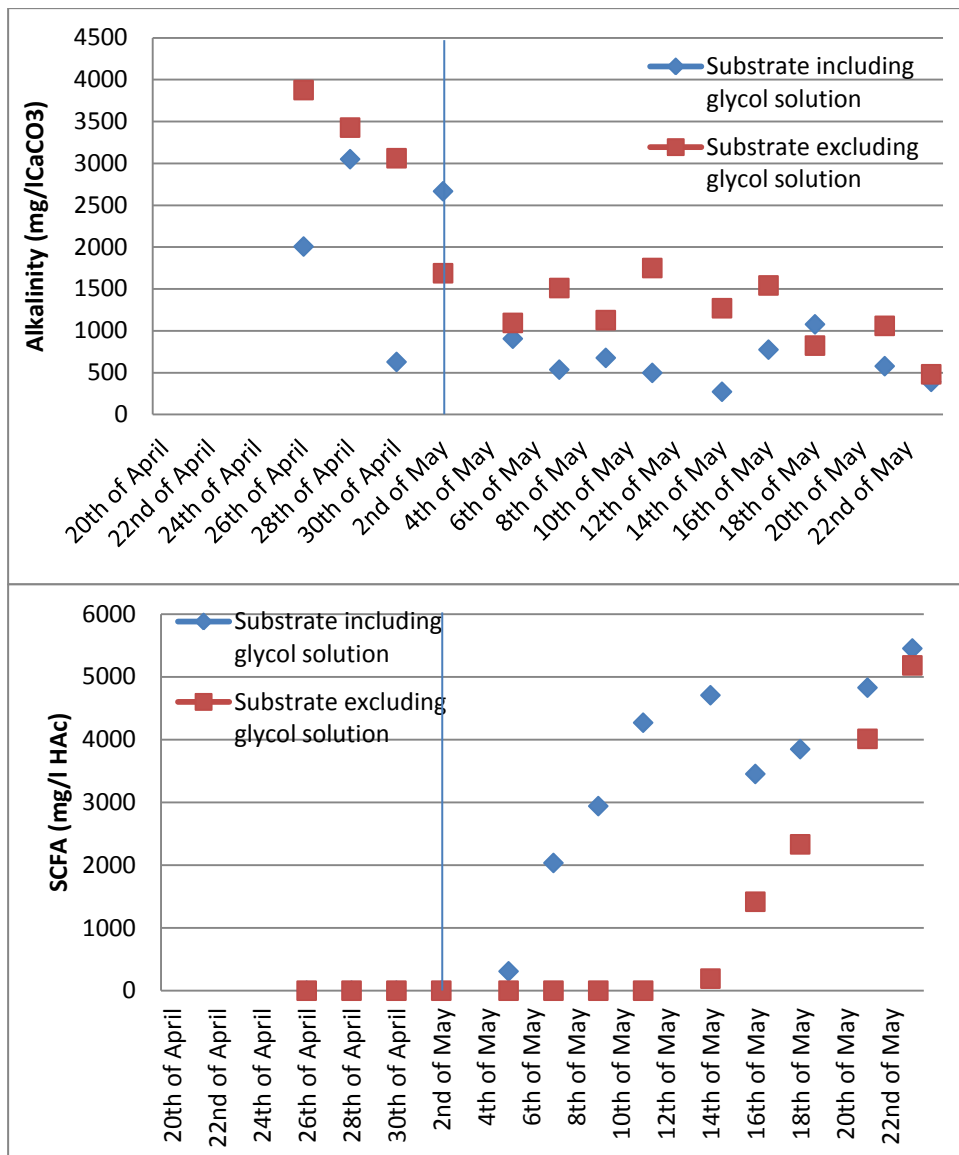 4500
4000
3500
3000
2500
2000
1500
1000
500
0
Alkalinity (mg/lCaCO3)
Substrate including
glycol solution
Substrate excluding
glycol solution
20th of April
22nd of April
24th of April
26th of April
28th of April
30th of April
2nd of May
4th of May
6th of May
8th of May
10th of May
12th of May
14th of May
16th of May
18th of May
20th of May
22nd of May
6000
5000
4000
3000
2000
1000
0
SCFA (mg/l HAc)
Substrate including
glycol solution
Substrate excluding
glycol solution
20th of April
22nd of April
24th of April
26th of April
28th of April
30th of April
2nd of May
4th of May
6th of May
8th of May
10th of May
12th of May
14th of May
16th of May
18th of May
20th of May
22nd of May